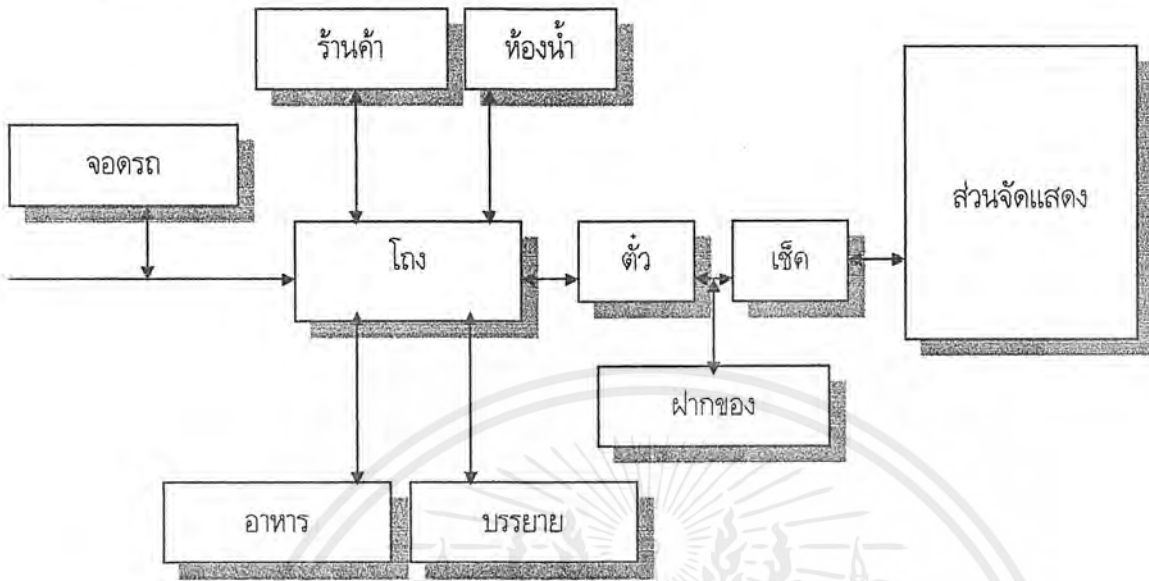 ร้านค้า
ห้องน้ำ
จอดรถ
ส่วนจัดแสดง
โถง
ตั๋ว
เช็ค
ฝากของ
อาหาร
บรรยาย